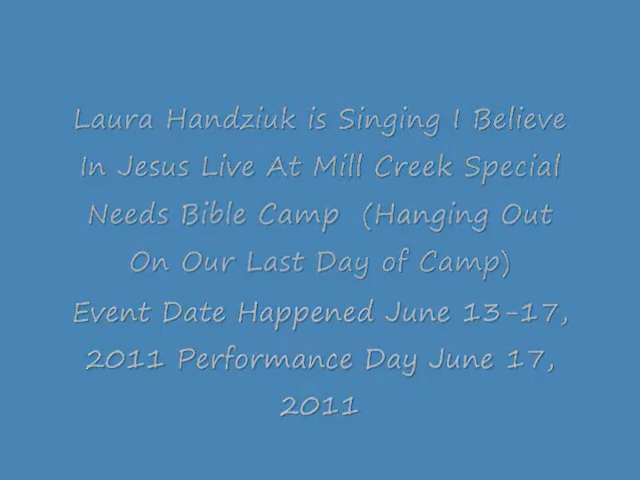 Laura Handziuk is Singing I Believe
In Jesus Live At Mill Creek Special
Needs Bible Camp  (Hanging Out
On Our Last Day of Camp)
Event Date Happened June 13-17,
2011 Performance Day June 17,
2011